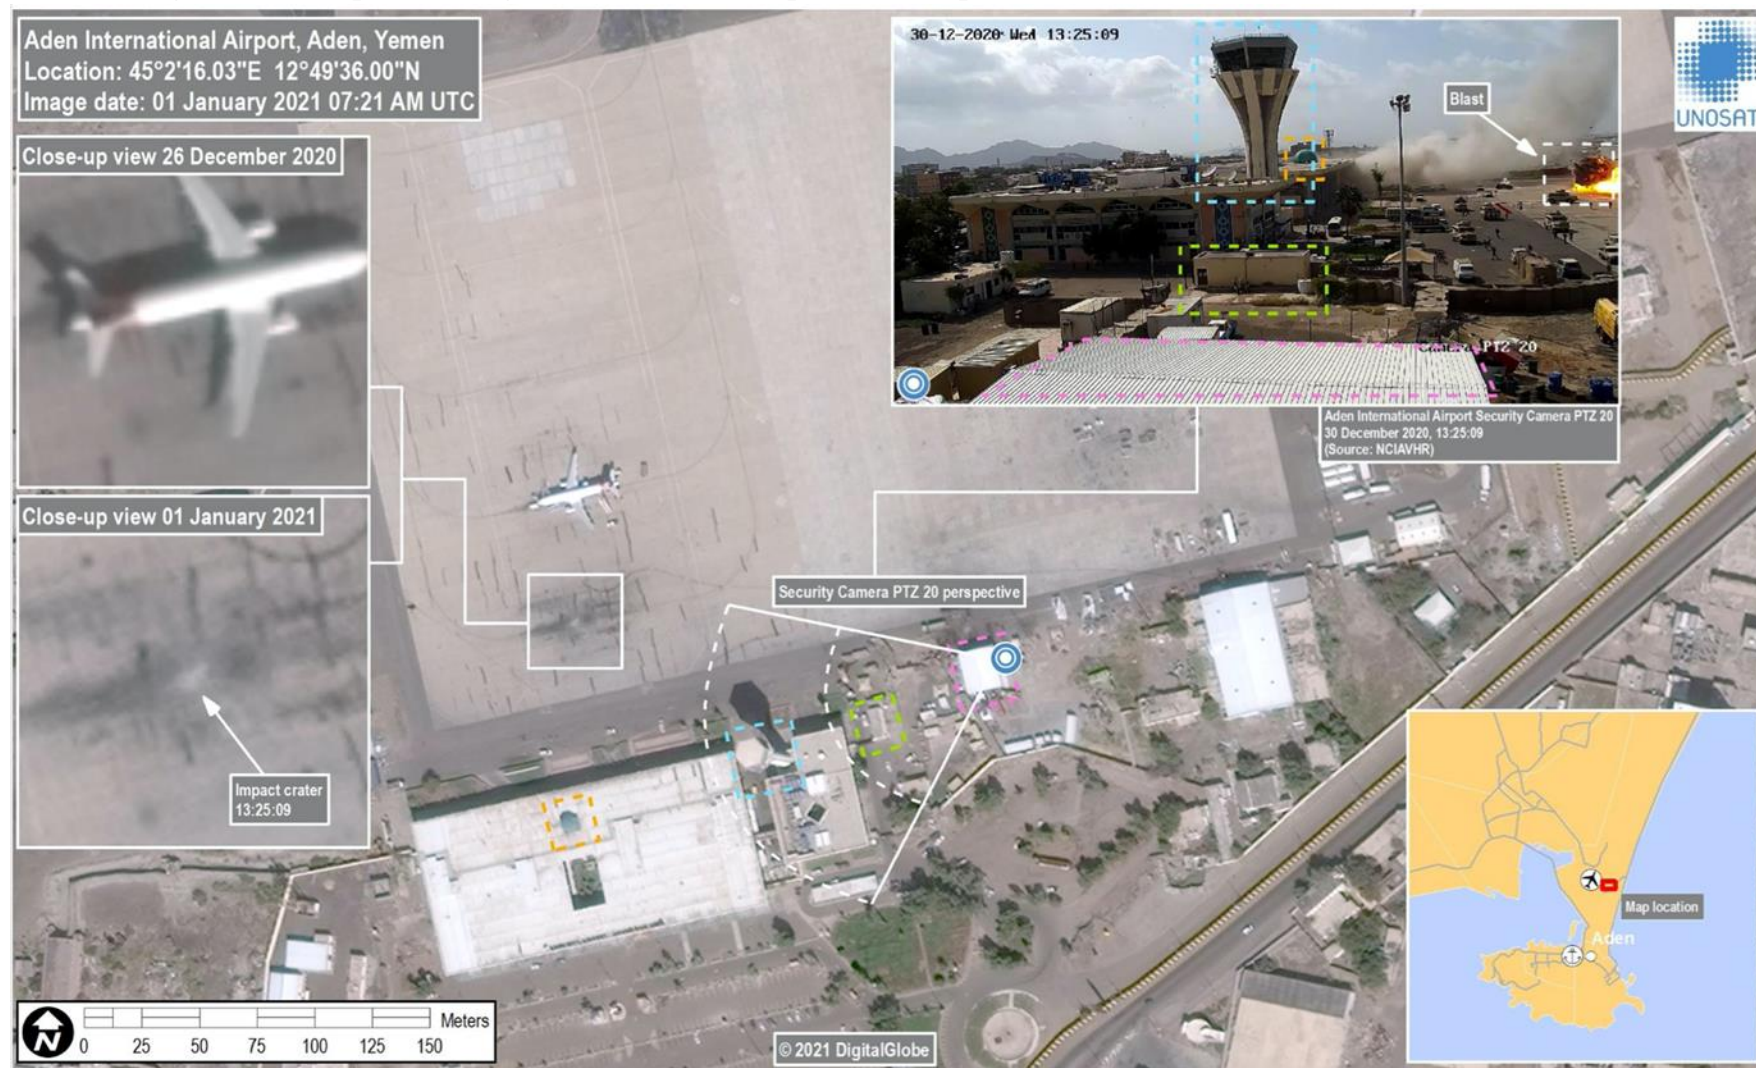 Aden International Airport, Aden, Yemen
Location: 45°2'16.03"E 12°49'36.00"N
Image date: 01 January 2021 07:21 AM UTC
30-12-2020 Wed 13:25:09
Blast
UNOSAT
Close-up view 26 December 2020
PTZ 20
Aden International Airport Security Camera PTZ 20
30 December 2020, 13:25:09
(Source: NCIAVHR)
Close-up view 01 January 2021
Security Camera PTZ 20 perspective
Impact crater
13:25:09
Map location
Aden
N
0 25 50 75 100 125 150 Meters
© 2021 DigitalGlobe